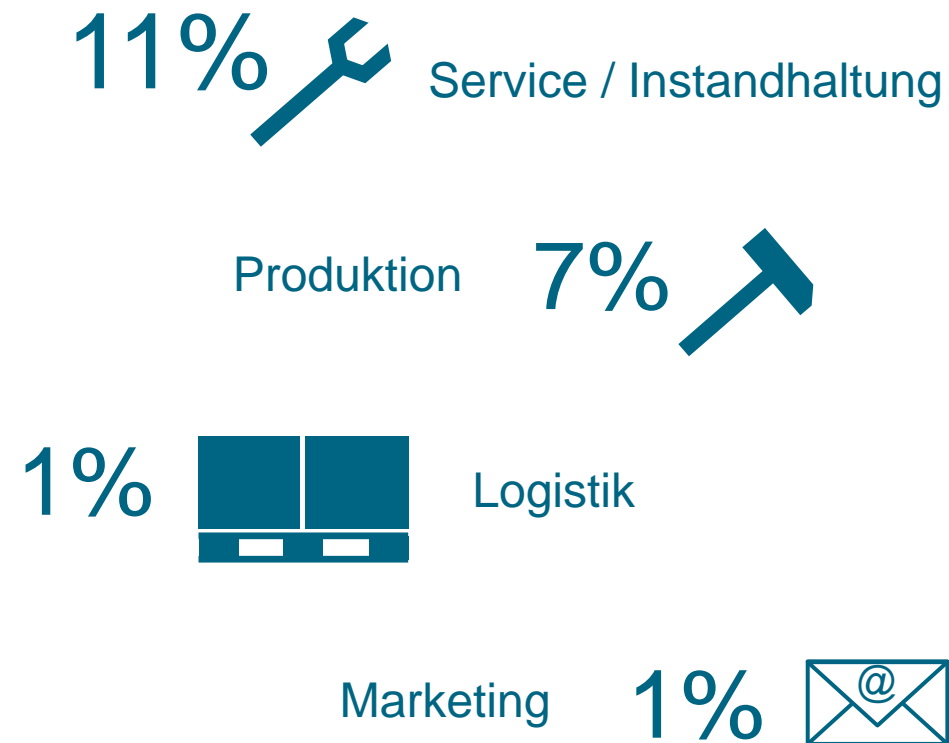 11% Service / Instandhaltung
Produktion 7%
1% Logistik
Marketing 1% @